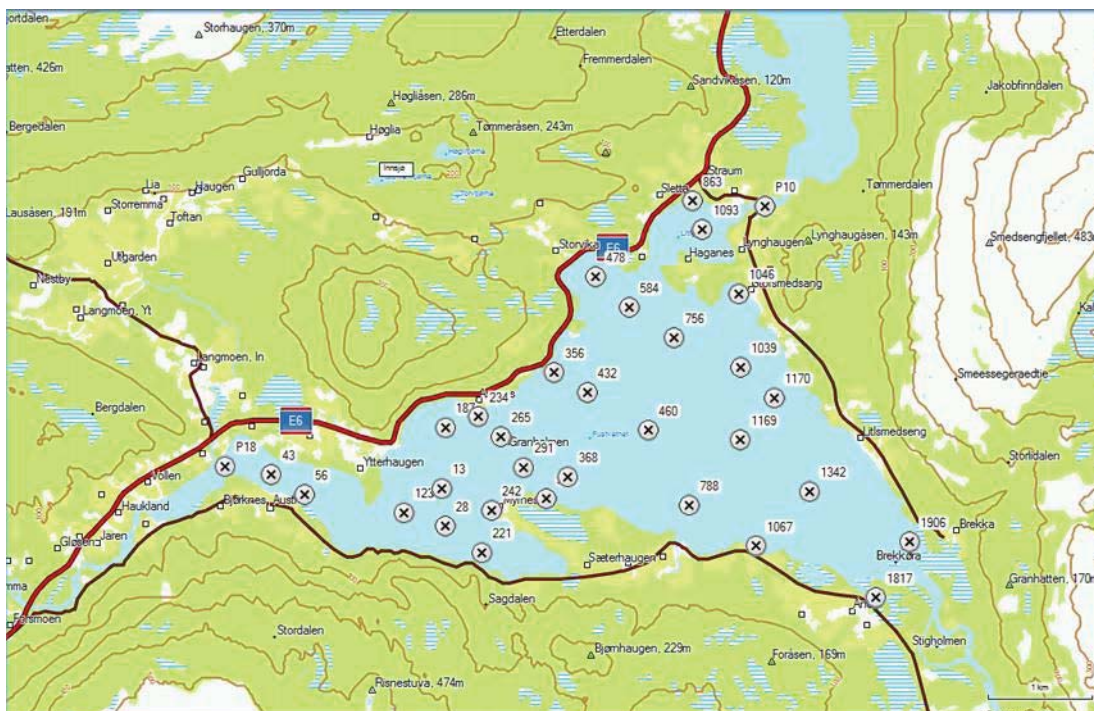 Storhaugen, 370m
Etterdalen
Fremmerdalen
Sandvikåsen, 120m
Jakobfinndalen
Høgliåsen, 286m
Bergedalen
Høglia
Tømmeråsen, 243m
Innsjø
Straum
Gulljorda
Sletta
863
P10
Tømmerdalen
Lia
Haugen
Storremma
Lausåsen, 191m
Toftan
1093
Lynghaugåsen, 143m
Smedsengfjellet, 483m
Storvika
E6
Lynghaugen
Utgarden
Haganes
478
1046
Nestby
584
Langmoen, Yt
756
356
1039
Langmoen, In
432
1170
Smeessegeraedtie
Bergdalen
234
187
265
460
E6
Granholmen
1169
Litlsmedseng
291
P18
43
Ytterhaugen
13
368
Storlidalen
Vollen
56
1342
242
788
123
Haukland
28
1906
Brekka
Gløsen
Jaren
221
1067
Sæterhaugen
Brekkøra
1817
Granhatten, 170m
Forsmoen
Sagdalen
Stordalen
Stigholmen
Bjørnhaugen, 229m
Foråsen, 169m
Risnestuva, 474m
1 km